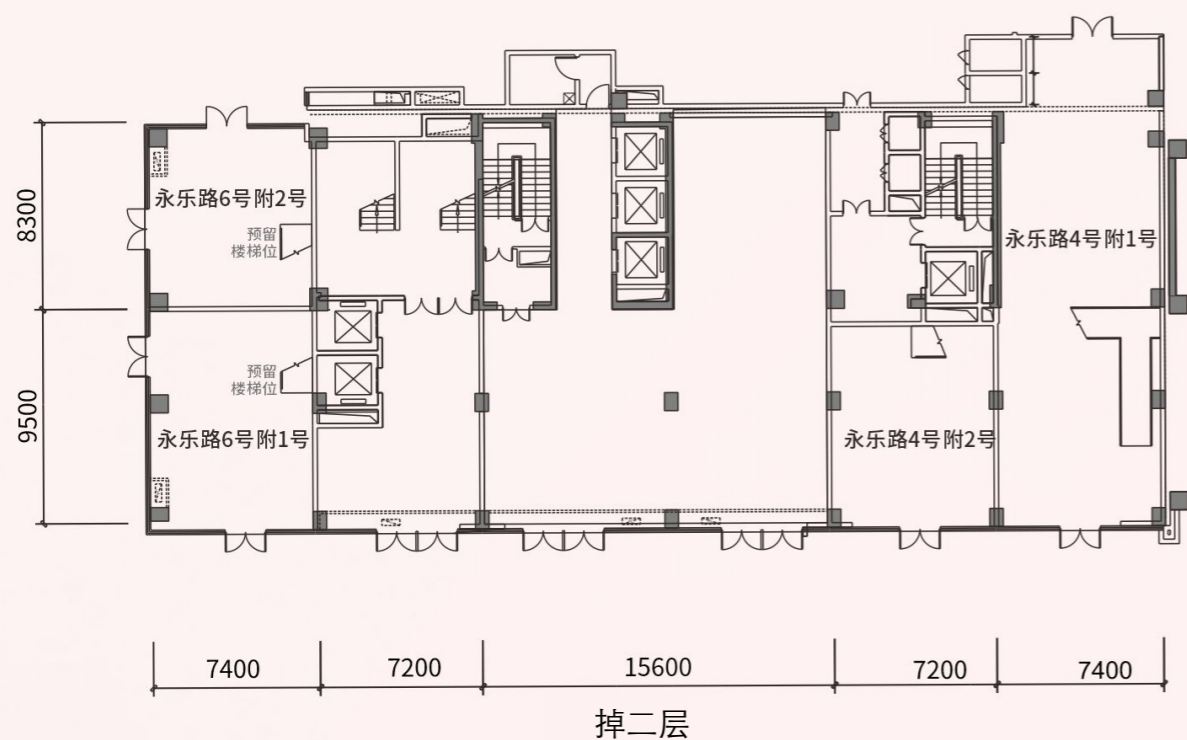 永乐路6号附2号
预留
楼梯位
8300
永乐路4号附1号
预留
楼梯位
9500
永乐路6号附1号
永乐路4号附2号
7400
7200
15600
7200
7400
掉二层